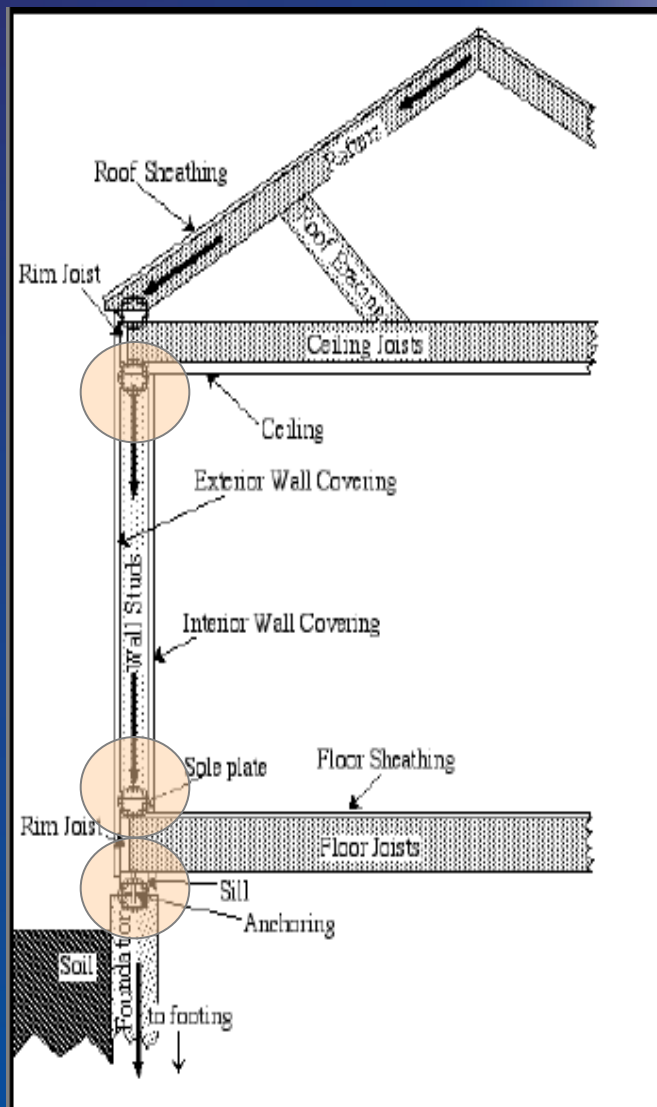 Rafters
Roof Sheathing
Roof Bracing
Rim Joist
Ceiling Joists
Ceiling
Exterior Wall Covering
Wall Studs
Interior Wall Covering
Sole plate
Floor Sheathing
Rim Joist
Floor Joists
Sill
Anchoring
Foundation
Soil
to footing